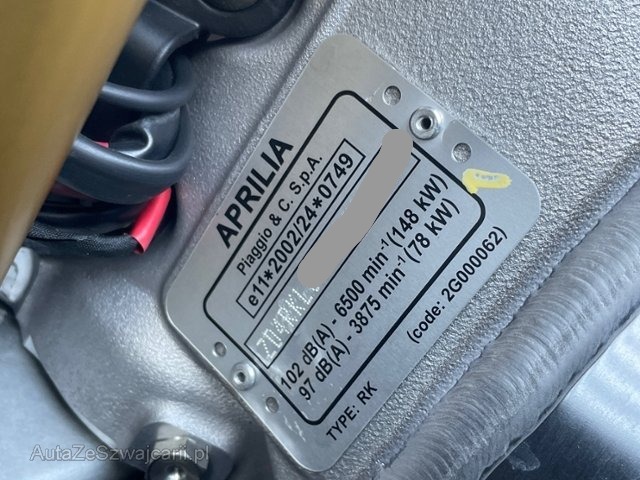 APRILIA
Piaggio & C. S.p.A.
e11*2002/24*0749
ZD4RKL
102 dB(A) - 6500 min-1 (148 kW)
97 dB(A) - 3875 min-1 (78 kW)
TYPE: RK
(code: 2G000062)
AutaZeSzwajcarii.pl